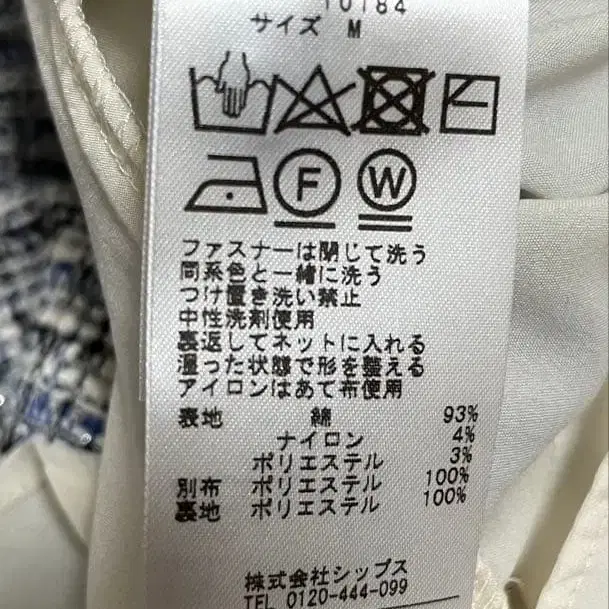 10184
サイズ M
F W
ファスナーは閉じて洗う
同系色と一緒に洗う
つけ置き洗い禁止
中性洗剤使用
裏返してネットに入れる
湿った状態で形を整える
アイロンはあて布使用
表地 綿 93%
ナイロン 4%
ポリエステル 3%
別布 ポリエステル 100%
裏地 ポリエステル 100%
株式会社シップス
TEL 0120-444-099